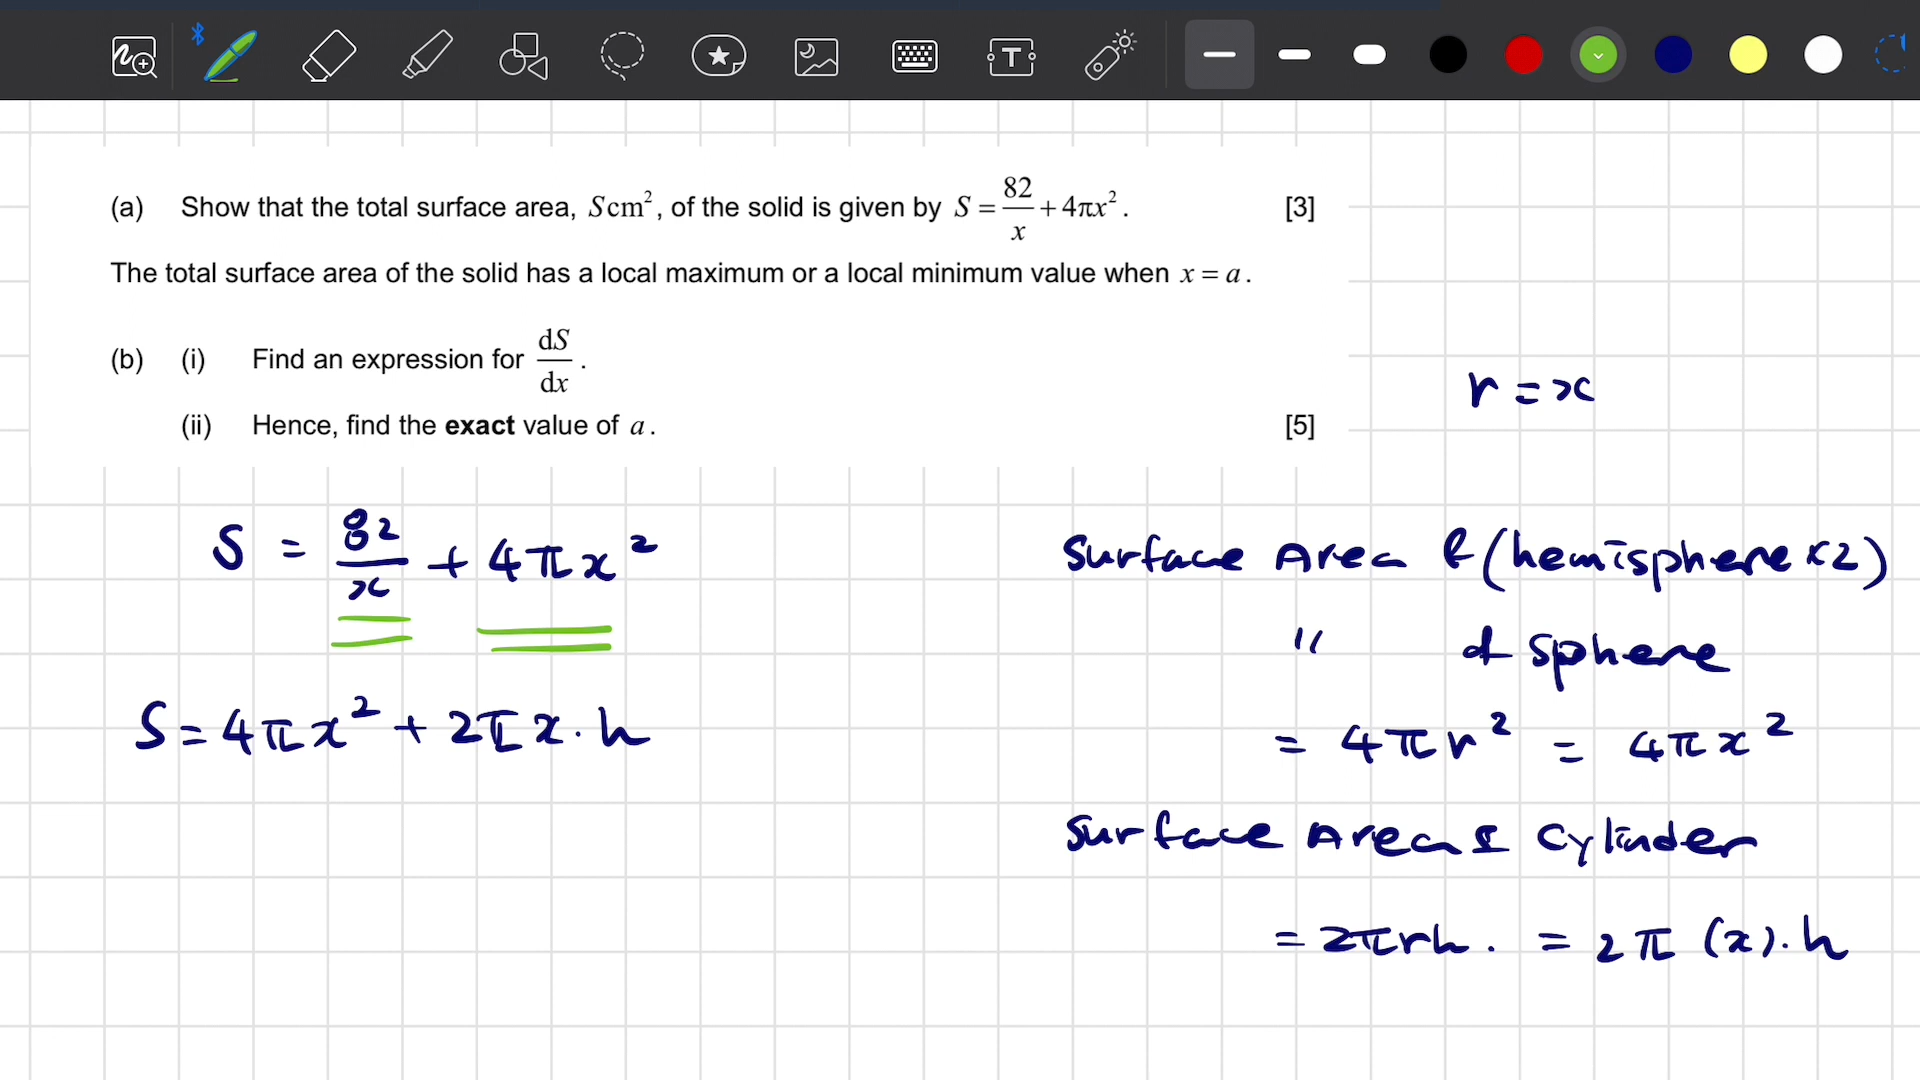 (a) Show that the total surface area, S cm², of the solid is given by S = 82/x + 4πx². [3]
The total surface area of the solid has a local maximum or a local minimum value when x = a.
(b) (i) Find an expression for dS/dx.
(ii) Hence, find the exact value of a. [5]
r = x
S = 82/x + 4πx²
S = 4πx² + 2πx · h
Surface Area of (hemisphere x2)
" of sphere
= 4πr² = 4πx²
Surface Area of Cylinder
= 2πrh. = 2π (x) · h